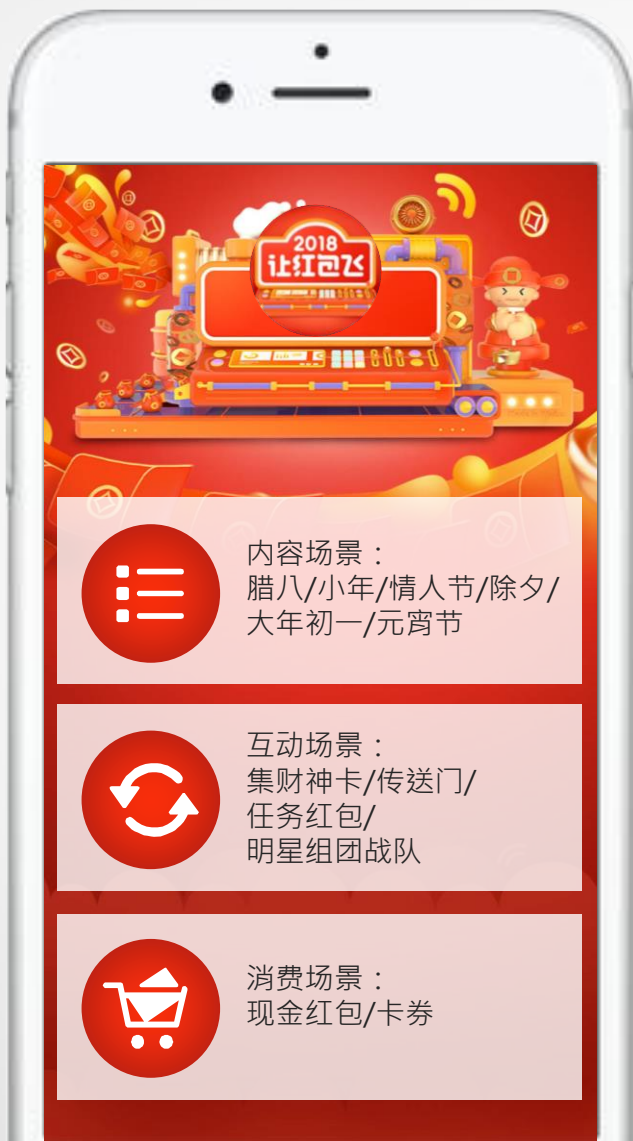 2018
让红包飞
内容场景：
腊八/小年/情人节/除夕/
大年初一/元宵节
互动场景：
集财神卡/传送门/
任务红包/
明星组团战队
消费场景：
现金红包/卡券